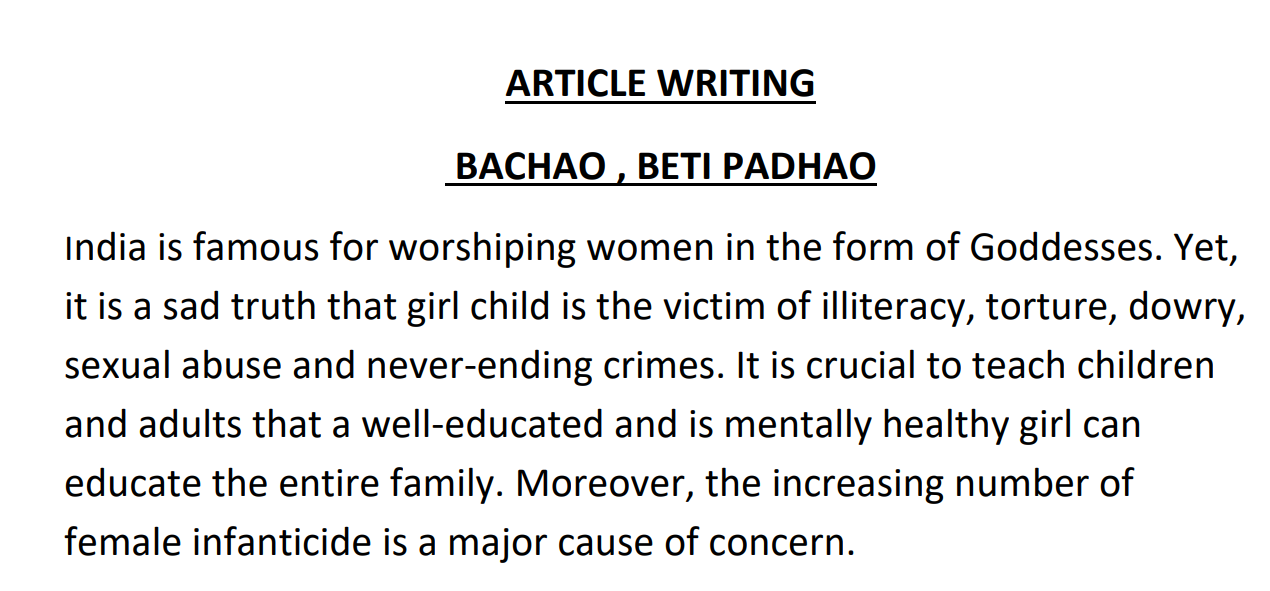 ARTICLE WRITING
BACHAO , BETI PADHAO
India is famous for worshiping women in the form of Goddesses. Yet,
it is a sad truth that girl child is the victim of illiteracy, torture, dowry,
sexual abuse and never-ending crimes. It is crucial to teach children
and adults that a well-educated and is mentally healthy girl can
educate the entire family. Moreover, the increasing number of
female infanticide is a major cause of concern.